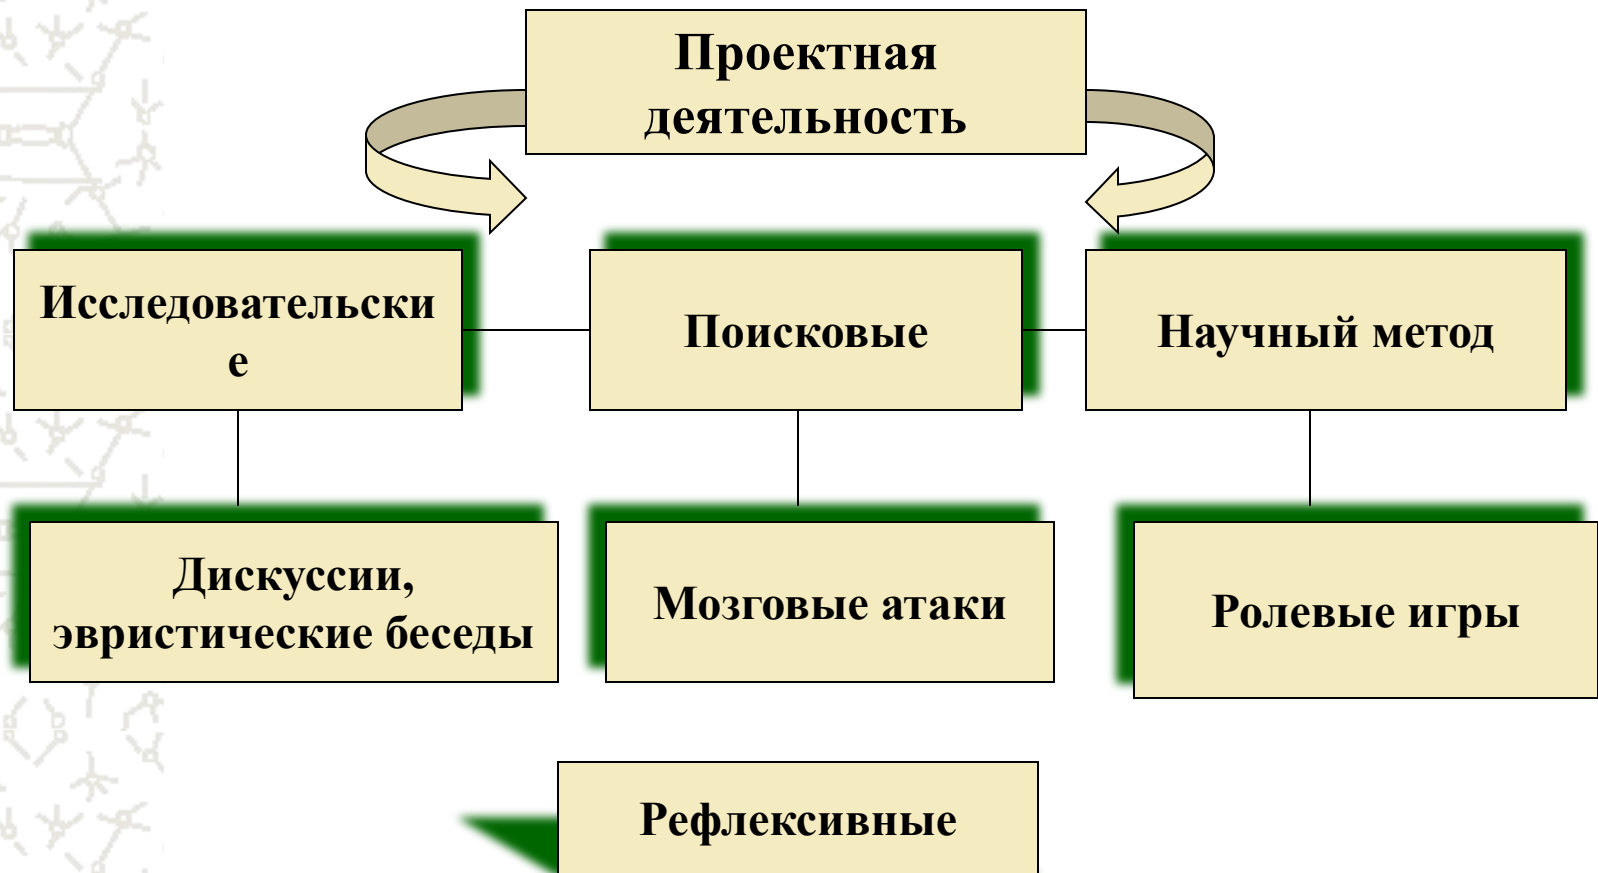 Проектная
деятельность
Исследовательски
е
Поисковые
Научный метод
Дискуссии,
эвристические беседы
Мозговые атаки
Ролевые игры
Рефлексивные